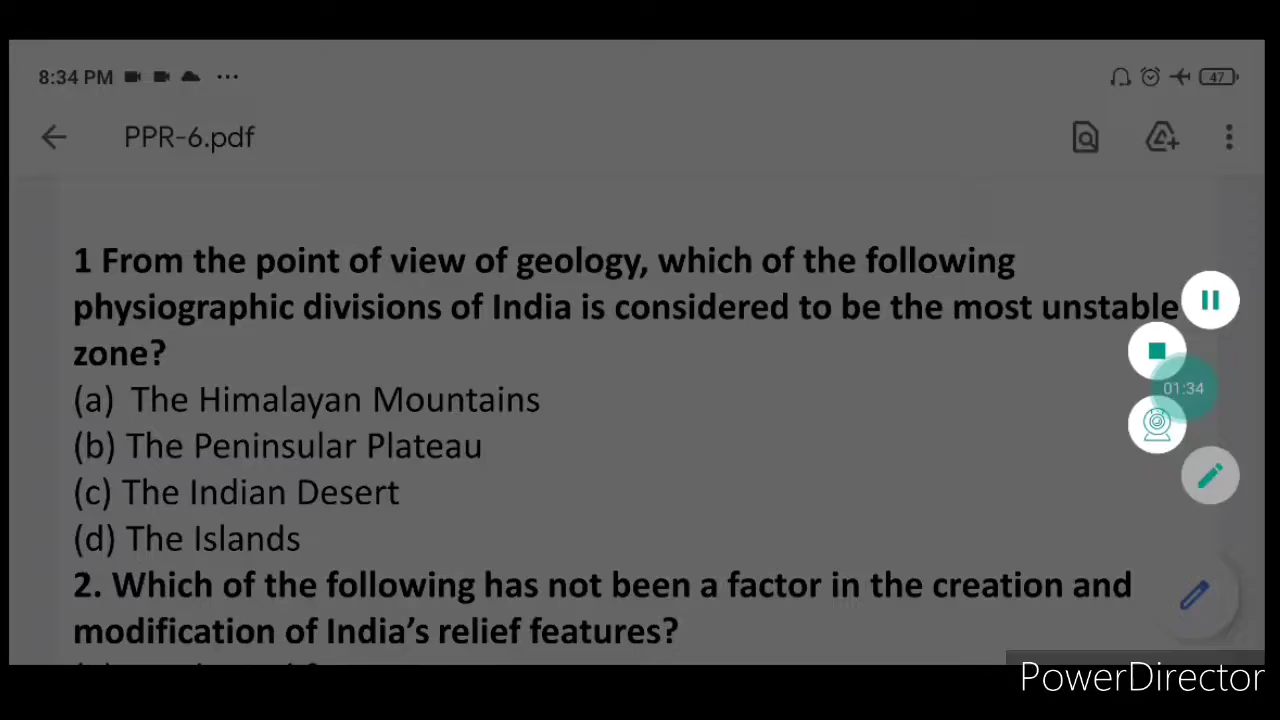 8:34 PM
47
PPR-6.pdf
1 From the point of view of geology, which of the following
physiographic divisions of India is considered to be the most unstable
zone?
(a) The Himalayan Mountains
(b) The Peninsular Plateau
(c) The Indian Desert
(d) The Islands
01:34
2. Which of the following has not been a factor in the creation and
modification of India’s relief features?
PowerDirector